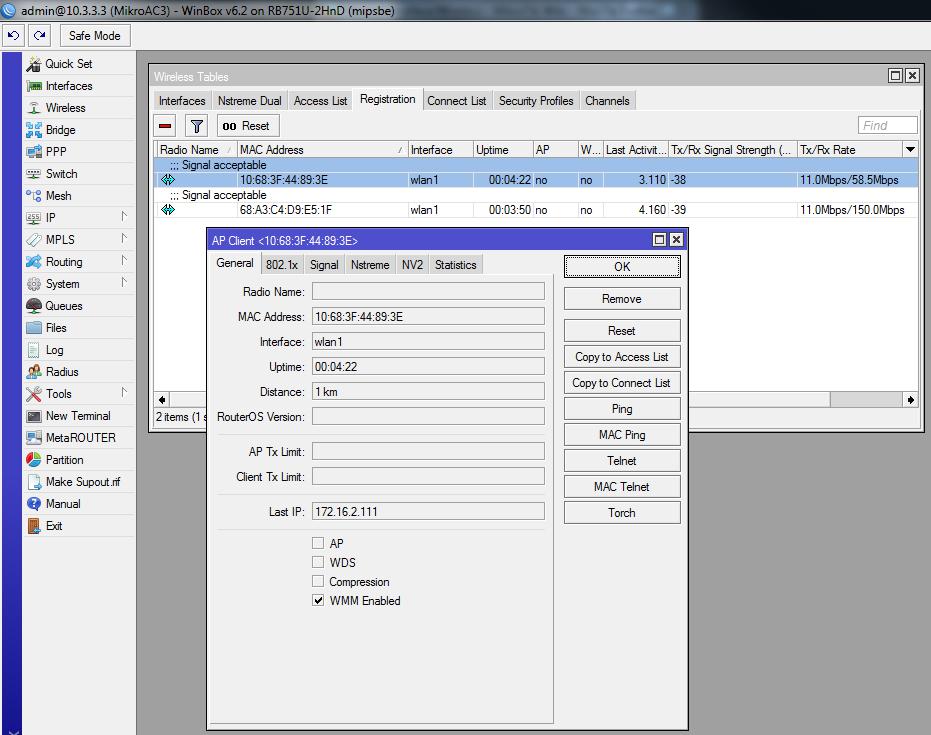 admin@10.3.3.3 (MikroAC3) - WinBox v6.2 on RB751U-2HnD (mipsbe)
Safe Mode
Quick Set
Interfaces
Wireless
Bridge
PPP
Switch
Mesh
IP
MPLS
Routing
System
Queues
Files
Log
Radius
Tools
New Terminal
MetaROUTER
Partition
Make Supout.rif
Manual
Exit
Wireless Tables
Interfaces Nstreme Dual Access List Registration Connect List Security Profiles Channels
00 Reset Find
Radio Name MAC Address Interface Uptime AP W... Last Activit... Tx/Rx Signal Strength (... Tx/Rx Rate
;;; Signal acceptable
10:68:3F:44:89:3E wlan1 00:04:22 no no 3.110 -38 11.0Mbps/58.5Mbps
;;; Signal acceptable
68:A3:C4:D9:E5:1F wlan1 00:03:50 no no 4.160 -39 11.0Mbps/150.0Mbps
2 items (1 s
AP Client <10:68:3F:44:89:3E>
General 802.1x Signal Nstreme NV2 Statistics
Radio Name:
MAC Address: 10:68:3F:44:89:3E
Interface: wlan1
Uptime: 00:04:22
Distance: 1 km
RouterOS Version:
AP Tx Limit:
Client Tx Limit:
Last IP: 172.16.2.111
AP
WDS
Compression
WMM Enabled
OK
Remove
Reset
Copy to Access List
Copy to Connect List
Ping
MAC Ping
Telnet
MAC Telnet
Torch